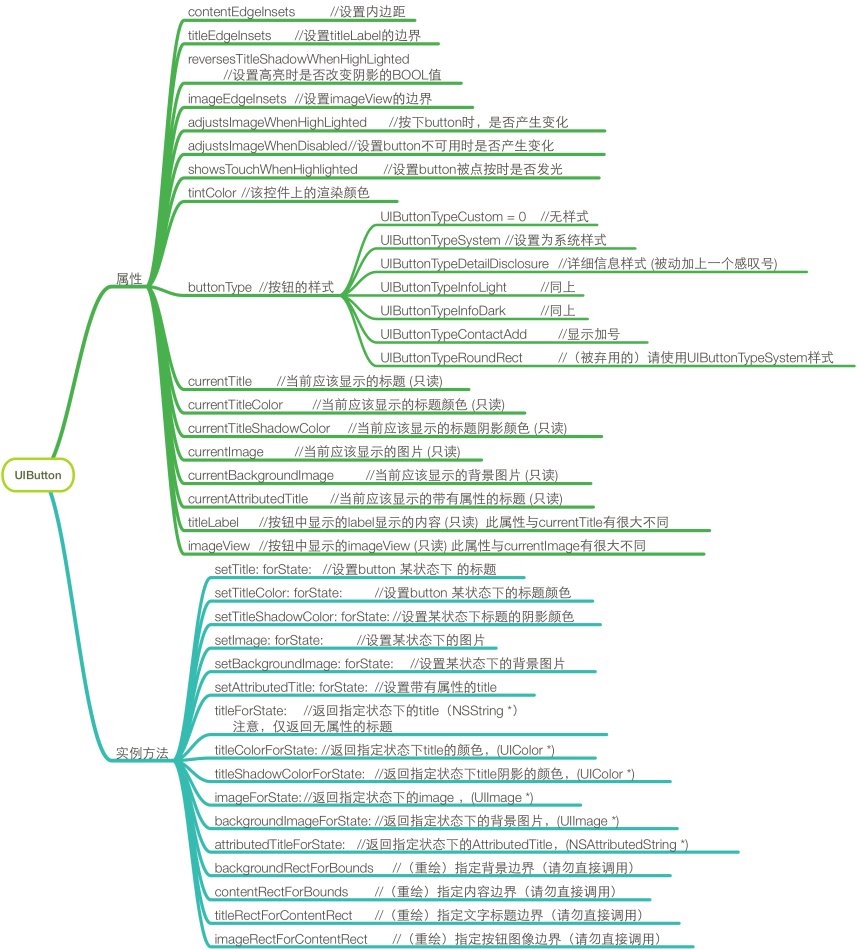 contentEdgeInsets //设置内边距
titleEdgeInsets //设置titleLabel的边界
reversesTitleShadowWhenHighLighted
//设置高亮时是否改变阴影的BOOL值
imageEdgeInsets //设置imageView的边界
adjustsImageWhenHighLighted //按下button时，是否产生变化
adjustsImageWhenDisabled//设置button不可用时是否产生变化
showsTouchWhenHighlighted //设置button被点按时是否发光
tintColor //该控件上的渲染颜色
属性
buttonType //按钮的样式
UIButtonTypeCustom = 0 //无样式
UIButtonTypeSystem //设置为系统样式
UIButtonTypeDetailDisclosure //详细信息样式 (被动加上一个感叹号)
UIButtonTypeInfoLight //同上
UIButtonTypeInfoDark //同上
UIButtonTypeContactAdd //显示加号
UIButtonTypeRoundRect //（被弃用的）请使用UIButtonTypeSystem样式
currentTitle //当前应该显示的标题 (只读)
currentTitleColor //当前应该显示的标题颜色 (只读)
currentTitleShadowColor //当前应该显示的标题阴影颜色 (只读)
currentImage //当前应该显示的图片 (只读)
currentBackgroundImage //当前应该显示的背景图片 (只读)
currentAttributedTitle //当前应该显示的带有属性的标题 (只读)
titleLabel //按钮中显示的label显示的内容 (只读) 此属性与currentTitle有很大不同
imageView //按钮中显示的imageView (只读) 此属性与currentImage有很大不同
UIButton
实例方法
setTitle: forState: //设置button 某状态下 的标题
setTitleColor: forState: //设置button 某状态下的标题颜色
setTitleShadowColor: forState: //设置某状态下标题的阴影颜色
setImage: forState: //设置某状态下的图片
setBackgroundImage: forState: //设置某状态下的背景图片
setAttributedTitle: forState: //设置带有属性的title
titleForState: //返回指定状态下的title（NSString *）
注意，仅返回无属性的标题
titleColorForState: //返回指定状态下title的颜色，(UIColor *)
titleShadowColorForState: //返回指定状态下title阴影的颜色，(UIColor *)
imageForState: //返回指定状态下的image ，(UIImage *)
backgroundImageForState: //返回指定状态下的背景图片，(UIImage *)
attributedTitleForState: //返回指定状态下的AttributedTitle，(NSAttributedString *)
backgroundRectForBounds //（重绘）指定背景边界（请勿直接调用）
contentRectForBounds //（重绘）指定内容边界（请勿直接调用）
titleRectForContentRect //（重绘）指定文字标题边界（请勿直接调用）
imageRectForContentRect //（重绘）指定按钮图像边界（请勿直接调用）